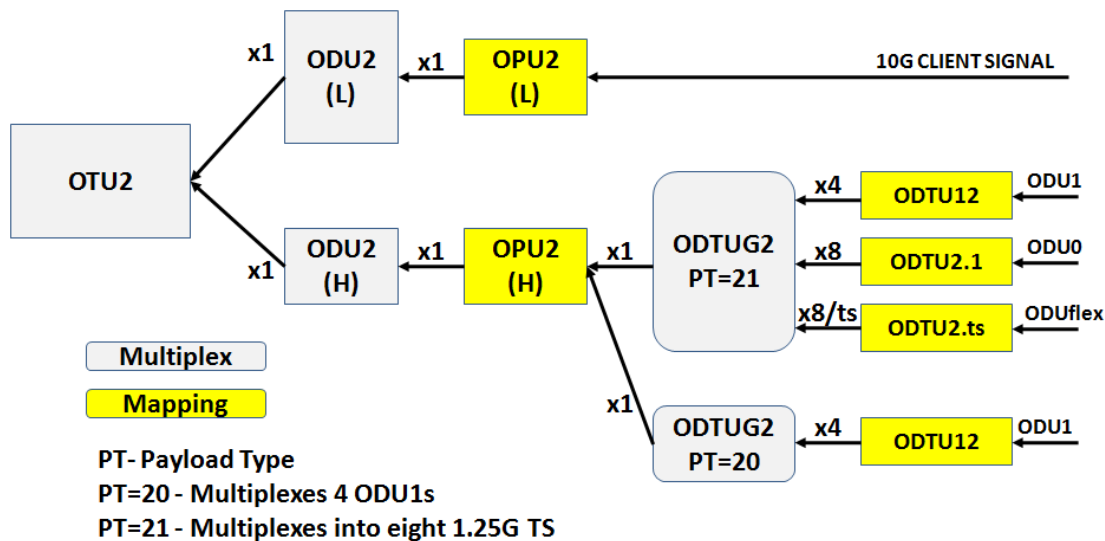 x1
ODU2
(L)
x1
OPU2
(L)
10G CLIENT SIGNAL
OTU2
x1
ODU2
(H)
x1
OPU2
(H)
x1
ODTUG2
PT=21
x4
ODTU12
ODU1
x8
ODTU2.1
ODU0
x8/ts
ODTU2.ts
ODUflex
x1
ODTUG2
PT=20
x4
ODTU12
ODU1
Multiplex
Mapping
PT- Payload Type
PT=20 - Multiplexes 4 ODU1s
PT=21 - Multiplexes into eight 1.25G TS